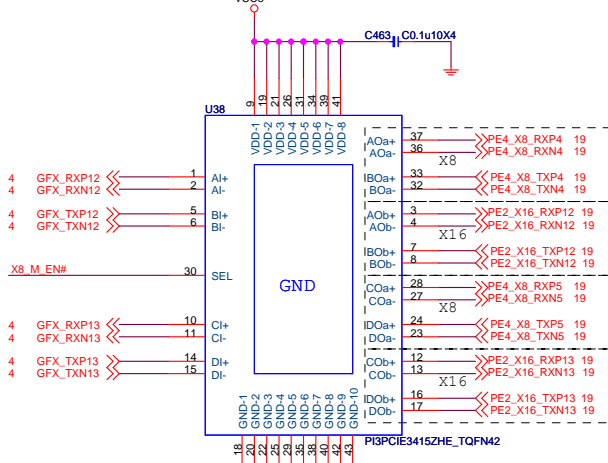 C463 C0.1u10X4
U38
9 19 21 26 31 34 39 41
VDD-1 VDD-2 VDD-3 VDD-4 VDD-5 VDD-6 VDD-7 VDD-8
4 GFX_RXP12 1 AI+
4 GFX_RXN12 2 AI-
4 GFX_TXP12 5 BI+
4 GFX_TXN12 6 BI-
X8_M_EN# 30 SEL
4 GFX_RXP13 10 CI+
4 GFX_RXN13 11 CI-
4 GFX_TXP13 14 DI+
4 GFX_TXN13 15 DI-
GND
AOa+ 37 PE4_X8_RXP4 19
AOa- 36 PE4_X8_RXN4 19
X8
BOa+ 33 PE4_X8_TXP4 19
BOa- 32 PE4_X8_TXN4 19
AOb+ 3 PE2_X16_RXP12 19
AOb- 4 PE2_X16_RXN12 19
X16
BOb+ 7 PE2_X16_TXP12 19
BOb- 8 PE2_X16_TXN12 19
COa+ 28 PE4_X8_RXP5 19
COa- 27 PE4_X8_RXN5 19
X8
DOa+ 24 PE4_X8_TXP5 19
DOa- 23 PE4_X8_TXN5 19
COb+ 12 PE2_X16_RXP13 19
COb- 13 PE2_X16_RXN13 19
X16
DOb+ 16 PE2_X16_TXP13 19
DOb- 17 PE2_X16_TXN13 19
GND-1 GND-2 GND-3 GND-4 GND-5 GND-6 GND-7 GND-8 GND-9 GND-10
18 20 22 25 29 35 38 40 42 43
PI3PCIE3415ZHE_TQFN42